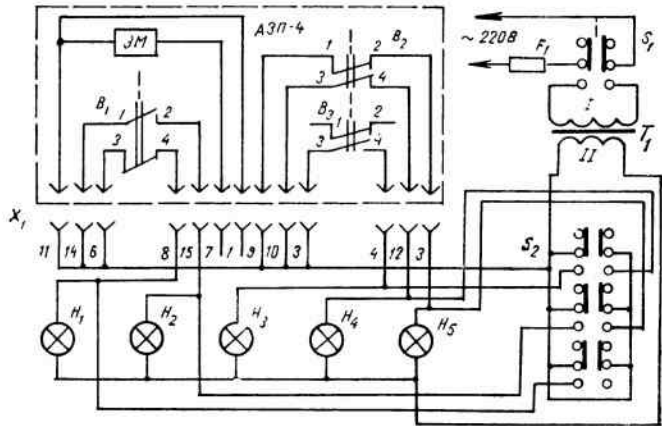 АЗП-4
ЭМ
1 2 B₂
3 4
B₁ 1 2
3 4
B₃ 1 2
3 4
~ 220В F₁ S₁
I
T₁
II
X₁
11 14 6 8 15 7 1 9 10 3 4 12 3
S₂
H₁ H₂ H₃ H₄ H₅